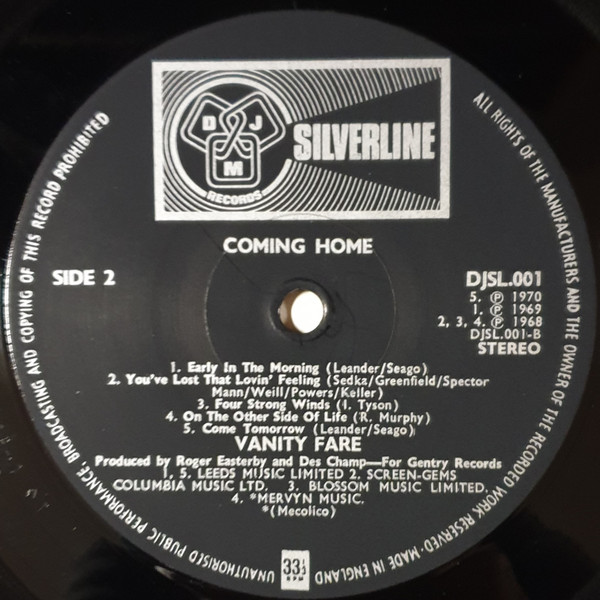 D J M
RECORDS
SILVERLINE
COMING HOME
SIDE 2
DJSL.001
5. ℗ 1970
1. ℗ 1969
2, 3, 4. ℗ 1968
DJSL.001-B
STEREO
1. Early In The Morning (Leander/Seago)
2. You've Lost That Lovin' Feeling (Sedka/Greenfield/Spector
Mann/Weill/Powers/Keller)
3. Four Strong Winds (I. Tyson)
4. On The Other Side Of Life (R. Murphy)
5. Come Tomorrow (Leander/Seago)
VANITY FARE
Produced by Roger Easterby and Des Champ—For Gentry Records
1. 5. LEEDS MUSIC LIMITED 2. SCREEN-GEMS
COLUMBIA MUSIC LTD. 3. BLOSSOM MUSIC LIMITED.
4. *MERVYN MUSIC.
*(Mecolico)
33⅓
RPM
ALL RIGHTS OF THE MANUFACTURERS AND THE OWNER OF THE RECORDED WORK RESERVED·MADE IN ENGLAND
UNAUTHORISED PUBLIC PERFORMANCE, BROADCASTING AND COPYING OF THIS RECORD PROHIBITED